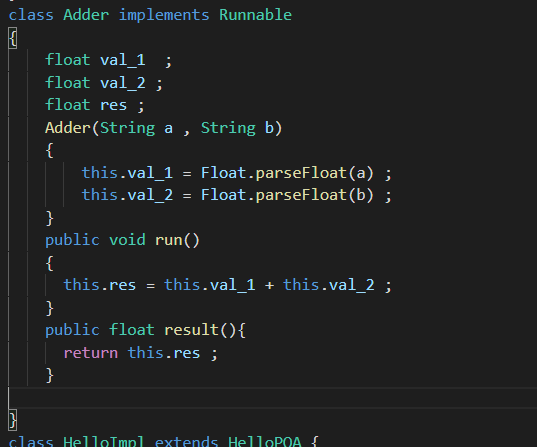 class Adder implements Runnable
{
float val_1  ;
float val_2 ;
float res ;
Adder(String a , String b)
{
this.val_1 = Float.parseFloat(a) ;
this.val_2 = Float.parseFloat(b) ;
}
public void run()
{
this.res = this.val_1 + this.val_2 ;
}
public float result(){
return this.res ;
}
}
class HelloImpl extends HelloPOA {